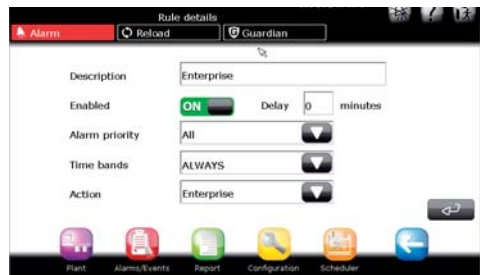 Rule details
Alarm Reload Guardian
Description Enterprise
Enabled ON Delay 0 minutes
Alarm priority All
Time bands ALWAYS
Action Enterprise
Plant Alarms/Events Report Configuration Scheduler